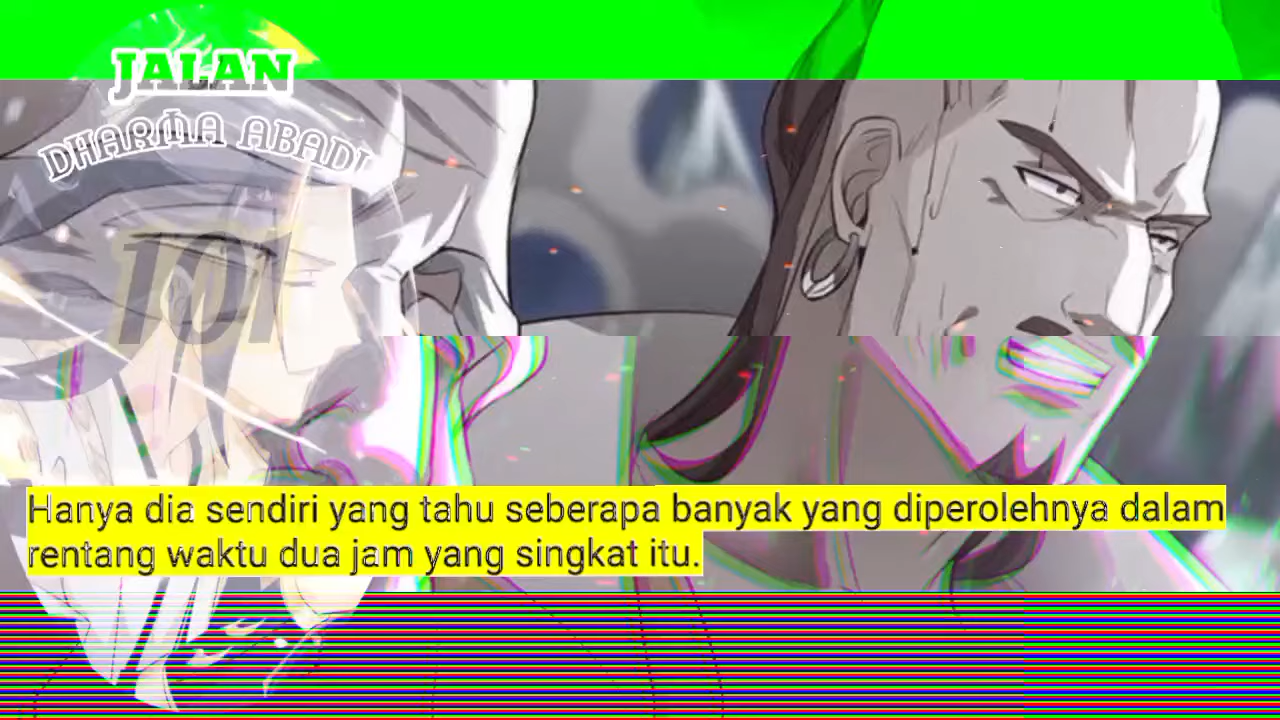 JALAN
DHARMA ABADI
101
Hanya dia sendiri yang tahu seberapa banyak yang diperolehnya dalam
rentang waktu dua jam yang singkat itu.